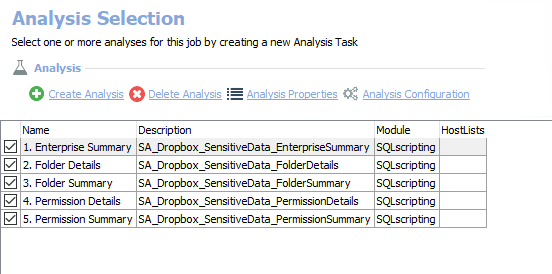 Analysis Selection
Select one or more analyses for this job by creating a new Analysis Task
Analysis
Create Analysis Delete Analysis Analysis Properties Analysis Configuration
Name Description Module HostLists
1. Enterprise Summary SA_Dropbox_SensitiveData_EnterpriseSummary SQLscripting
2. Folder Details SA_Dropbox_SensitiveData_FolderDetails SQLscripting
3. Folder Summary SA_Dropbox_SensitiveData_FolderSummary SQLscripting
4. Permission Details SA_Dropbox_SensitiveData_PermissionDetails SQLscripting
5. Permission Summary SA_Dropbox_SensitiveData_PermissionSummary SQLscripting